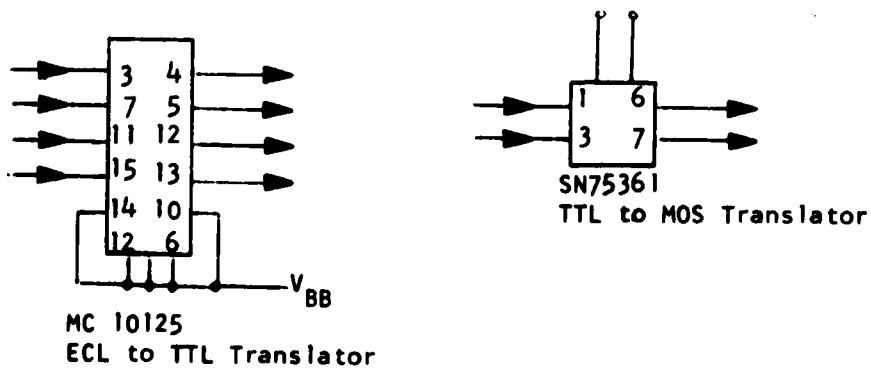 3 4
7 5
11 12
15 13
14 10
12 6
V_BB
MC 10125
ECL to TTL Translator
1 6
3 7
SN75361
TTL to MOS Translator